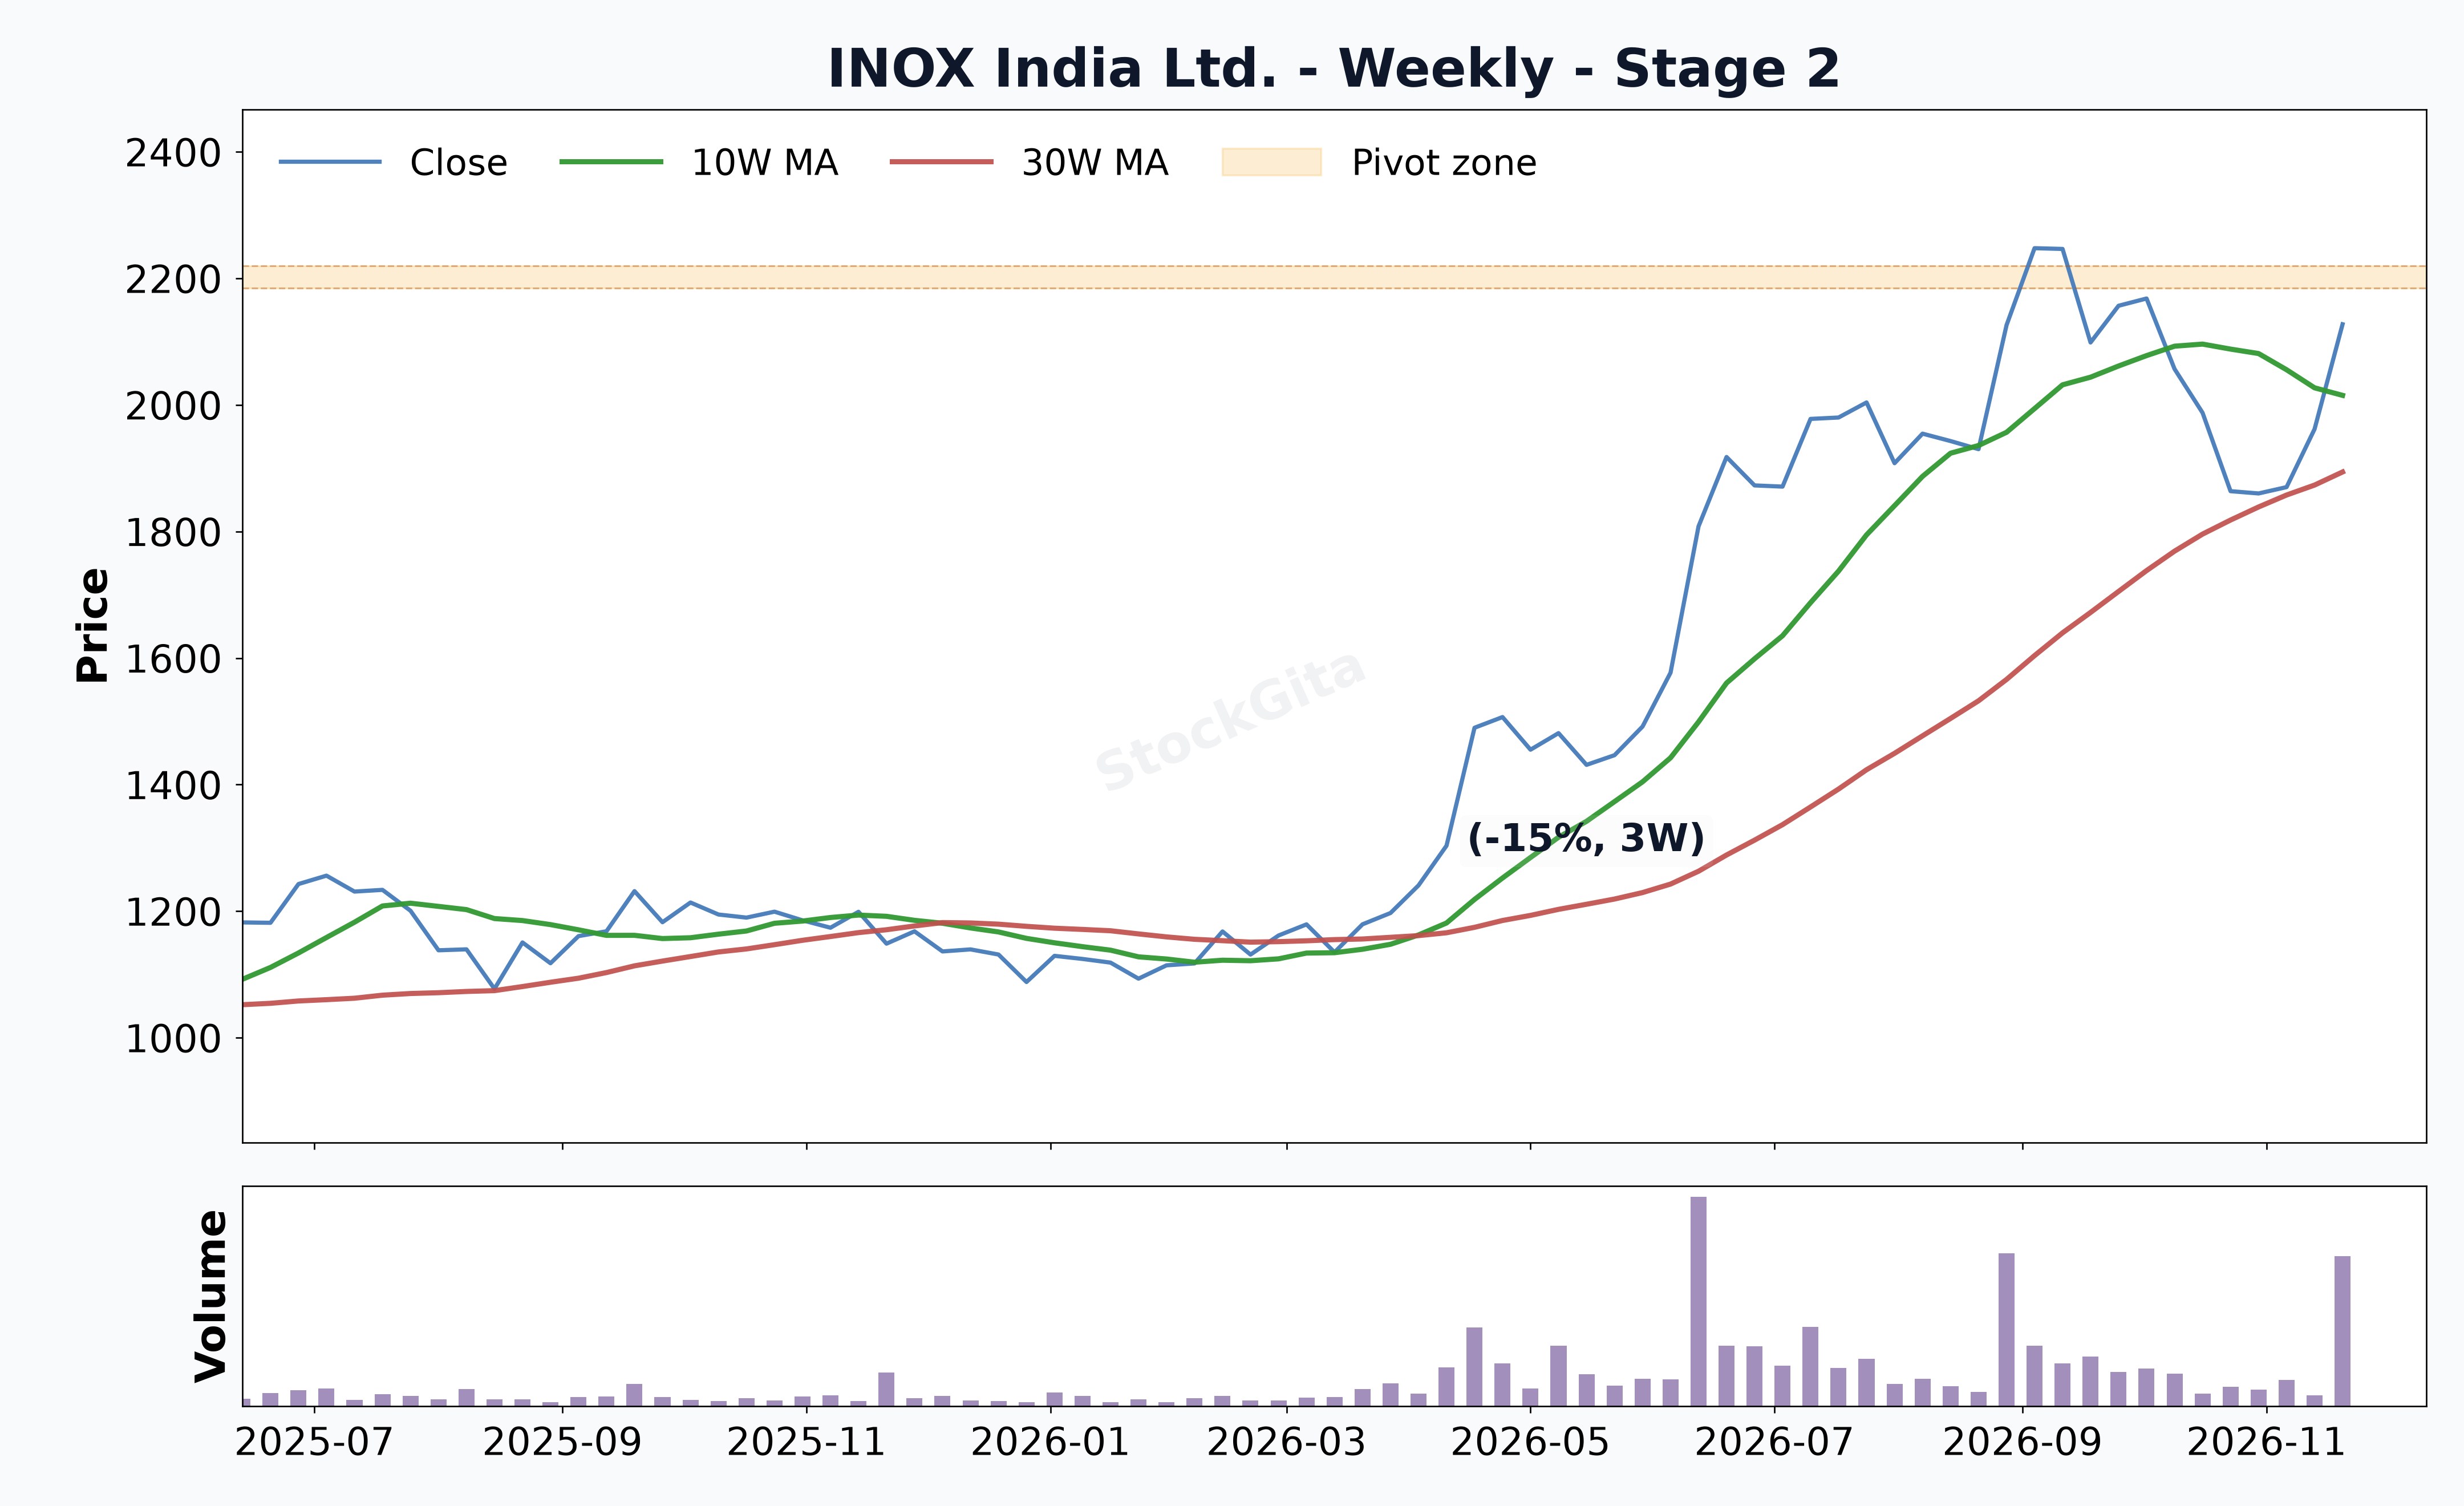 INOX India Ltd. - Weekly - Stage 2
Close 10W MA 30W MA Pivot zone
2400
2200
2000
1800
1600
1400
1200
1000
Price
StockGita
(-15%, 3W)
Volume
2025-07 2025-09 2025-11 2026-01 2026-03 2026-05 2026-07 2026-09 2026-11